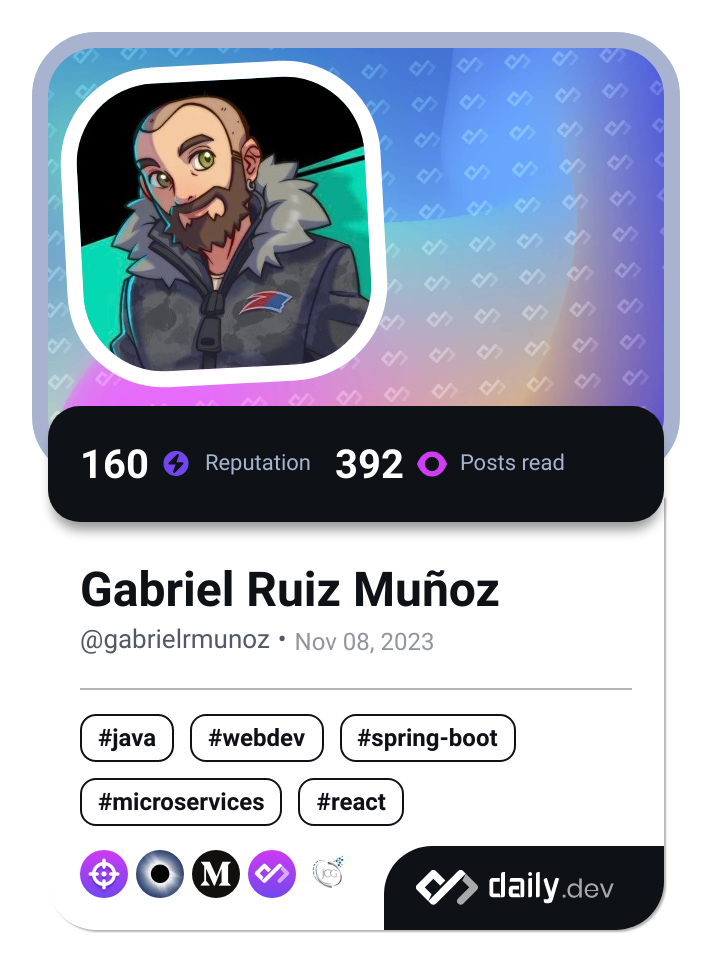 160 Reputation 392 Posts read
Gabriel Ruiz Muñoz
@gabrielrmunoz • Nov 08, 2023
#java #webdev #spring-boot
#microservices #react
M JCG daily.dev